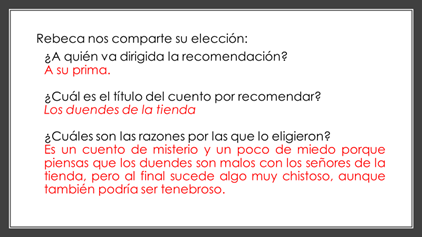 Rebeca nos comparte su elección:
¿A quién va dirigida la recomendación?
A su prima.
¿Cuál es el título del cuento por recomendar?
Los duendes de la tienda
¿Cuáles son las razones por las que lo eligieron?
Es un cuento de misterio y un poco de miedo porque
piensas que los duendes son malos con los señores de la
tienda, pero al final sucede algo muy chistoso, aunque
también podría ser tenebroso.